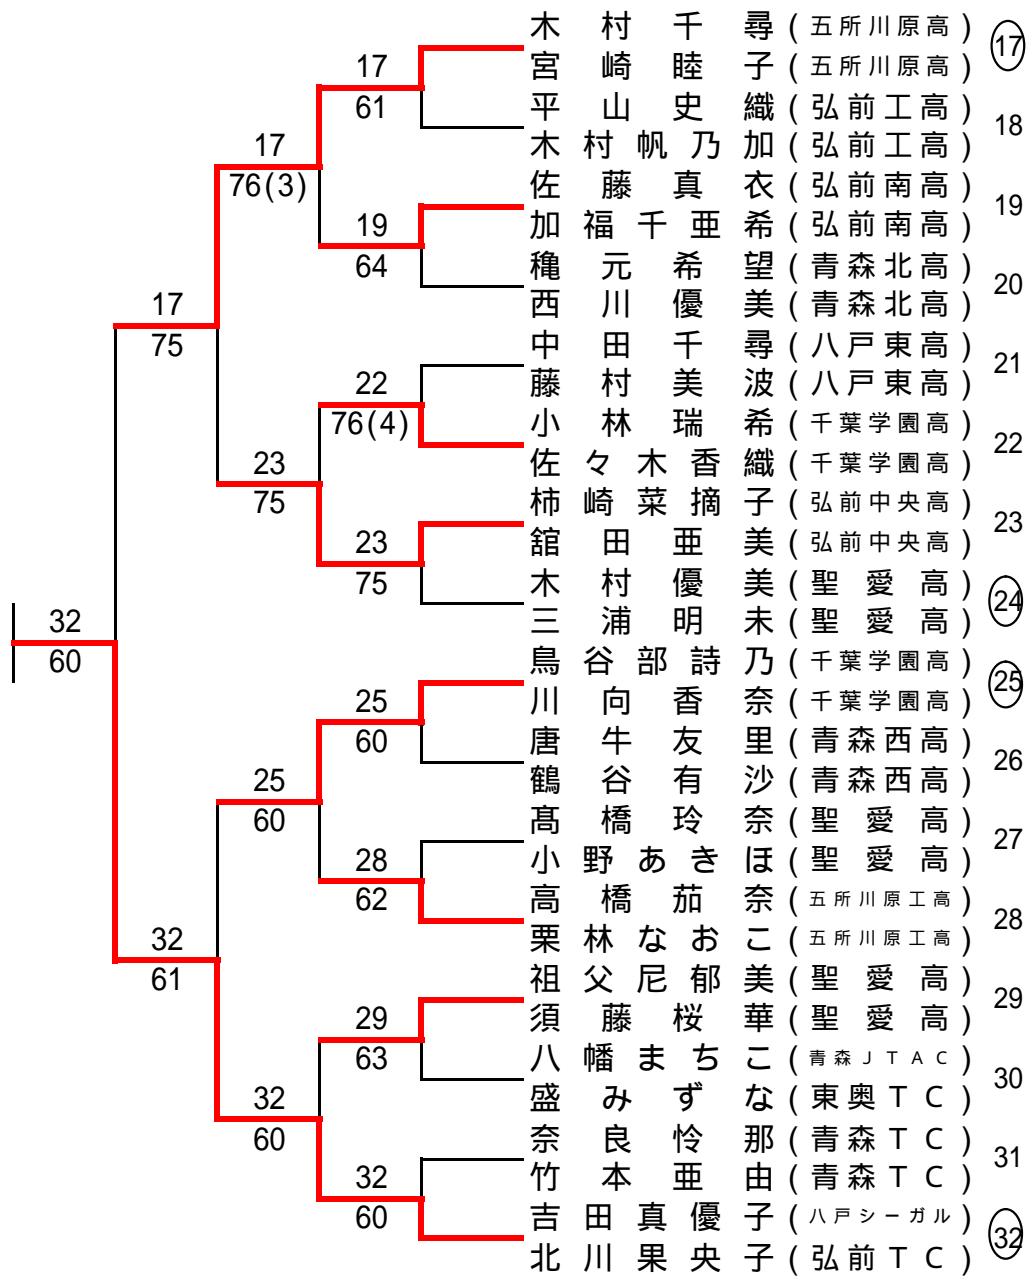 木村千尋(五所川原高) 17
宮崎睦子(五所川原高)
平山史織(弘前工高) 18
木村帆乃加(弘前工高)
佐藤真衣(弘前南高) 19
加福千亜希(弘前南高)
穐元希望(青森北高) 20
西川優美(青森北高)
中田千尋(八戸東高) 21
藤村美波(八戸東高)
小林瑞希(千葉学園高) 22
佐々木香織(千葉学園高)
柿崎菜摘子(弘前中央高) 23
舘田亜美(弘前中央高)
木村優美(聖愛高) 24
三浦明未(聖愛高)
鳥谷部詩乃(千葉学園高) 25
川向香奈(千葉学園高)
唐牛友里(青森西高) 26
鶴谷有沙(青森西高)
髙橋玲奈(聖愛高) 27
小野あきほ(聖愛高)
高橋茄奈(五所川原工高) 28
栗林なおこ(五所川原工高)
祖父尼郁美(聖愛高) 29
須藤桜華(聖愛高)
八幡まちこ(青森JTAC) 30
盛みずな(東奥TC)
奈良怜那(青森TC) 31
竹本亜由(青森TC)
吉田真優子(八戸シーガル) 32
北川果央子(弘前TC)
17
61
19
64
22
76(4)
23
75
25
60
28
62
29
63
32
60
17
76(3)
23
75
25
60
32
60
17
75
32
61
32
60